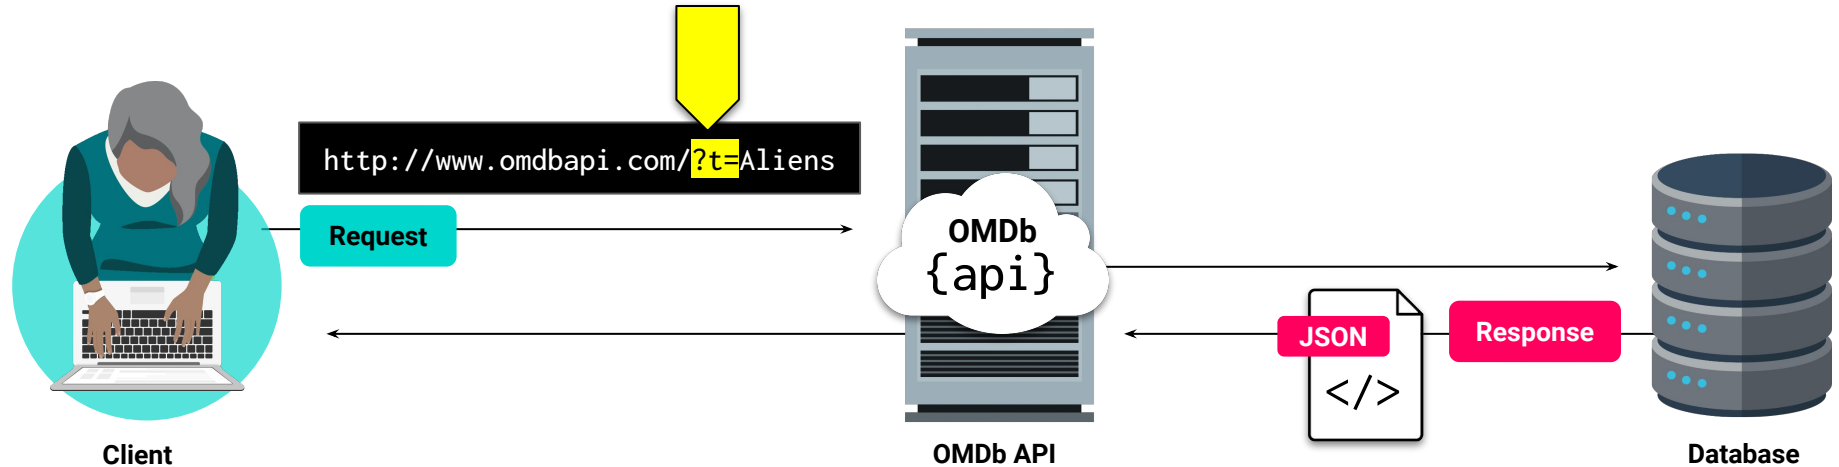 http://www.omdbapi.com/?t=Aliens
Request
OMDb
{api}
JSON
</>
Response
Client
OMDb API
Database